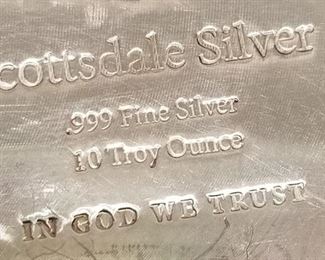 cottsdale Silver
.999 Fine Silver
10 Troy Ounce
IN GOD WE TRUST